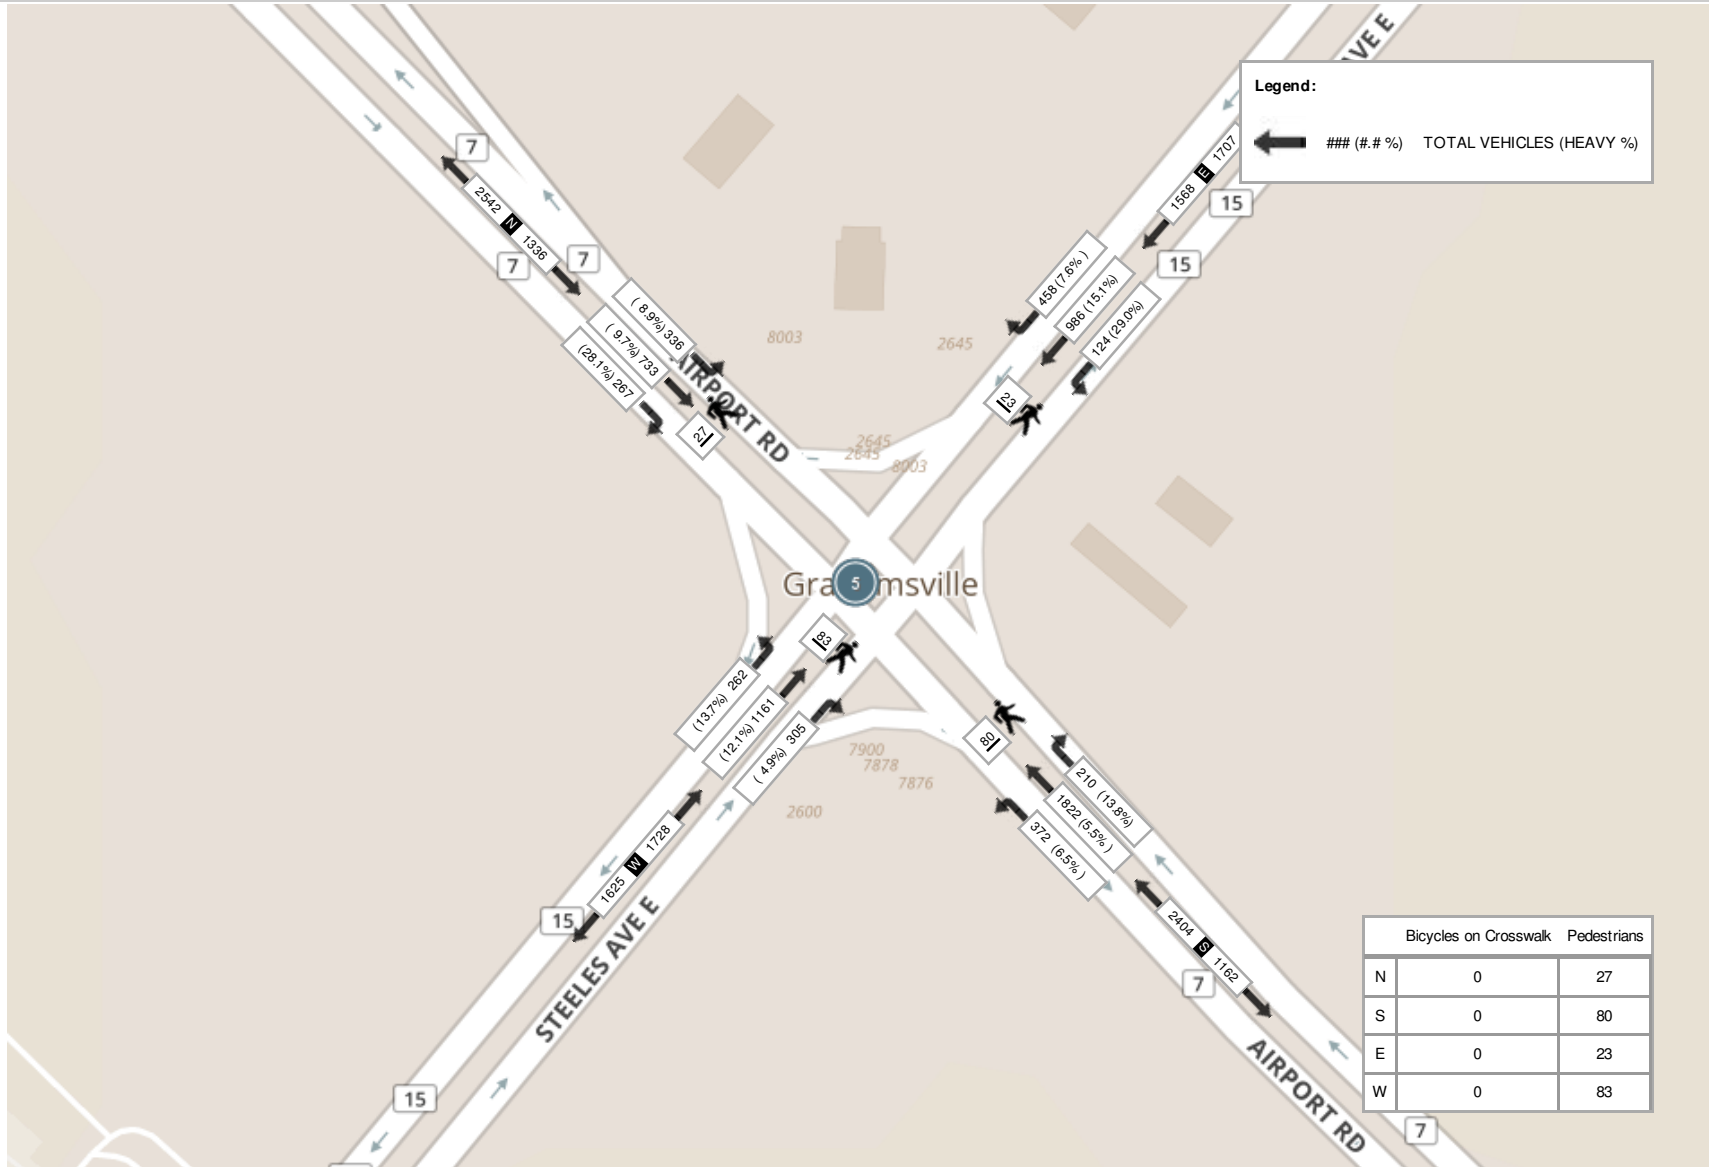 AVE E
Legend:
### (#.# %) TOTAL VEHICLES (HEAVY %)
7
2542 N 1336
7
7
1568 E 1707
15
15
( 8.9%) 336
( 9.7%) 733
(28.1%) 267
458 (7.6% )
986 (15.1%)
124 (29.0%)
AIRPORT RD
27
23
8003
2645
2645
2645
8003
5
83
(13.7%) 262
(12.1%) 1161
( 4.9%) 305
80
210 (13.8%)
1822 (5.5% )
372 (6.5% )
7900
7878
7876
2600
1625 W 1728
15
STEELES AVE E
2404 S 1162
7
AIRPORT RD
15
7
Bicycles on Crosswalk Pedestrians
N 0 27
S 0 80
E 0 23
W 0 83